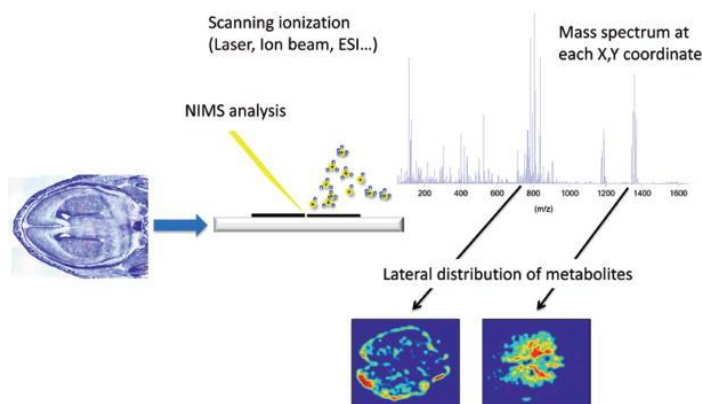 Scanning ionization
(Laser, Ion beam, ESI...)
Mass spectrum at
each X,Y coordinate
NIMS analysis
200 400 600 800 1000 1200 1400 1600
(m/z)
Lateral distribution of metabolites